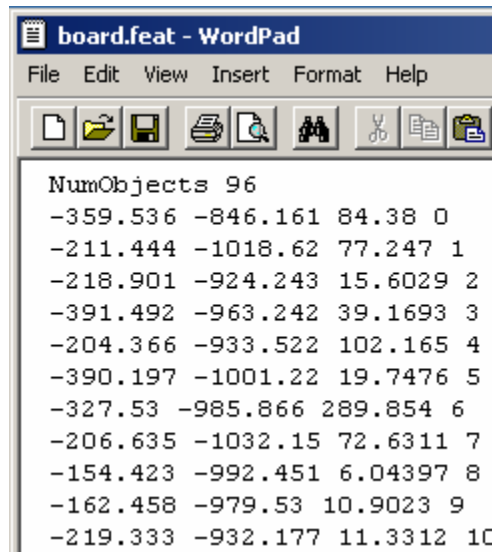 board.feat - WordPad
File Edit View Insert Format Help
NumObjects 96
-359.536 -846.161 84.38 0
-211.444 -1018.62 77.247 1
-218.901 -924.243 15.6029 2
-391.492 -963.242 39.1693 3
-204.366 -933.522 102.165 4
-390.197 -1001.22 19.7476 5
-327.53 -985.866 289.854 6
-206.635 -1032.15 72.6311 7
-154.423 -992.451 6.04397 8
-162.458 -979.53 10.9023 9
-219.333 -932.177 11.3312 10